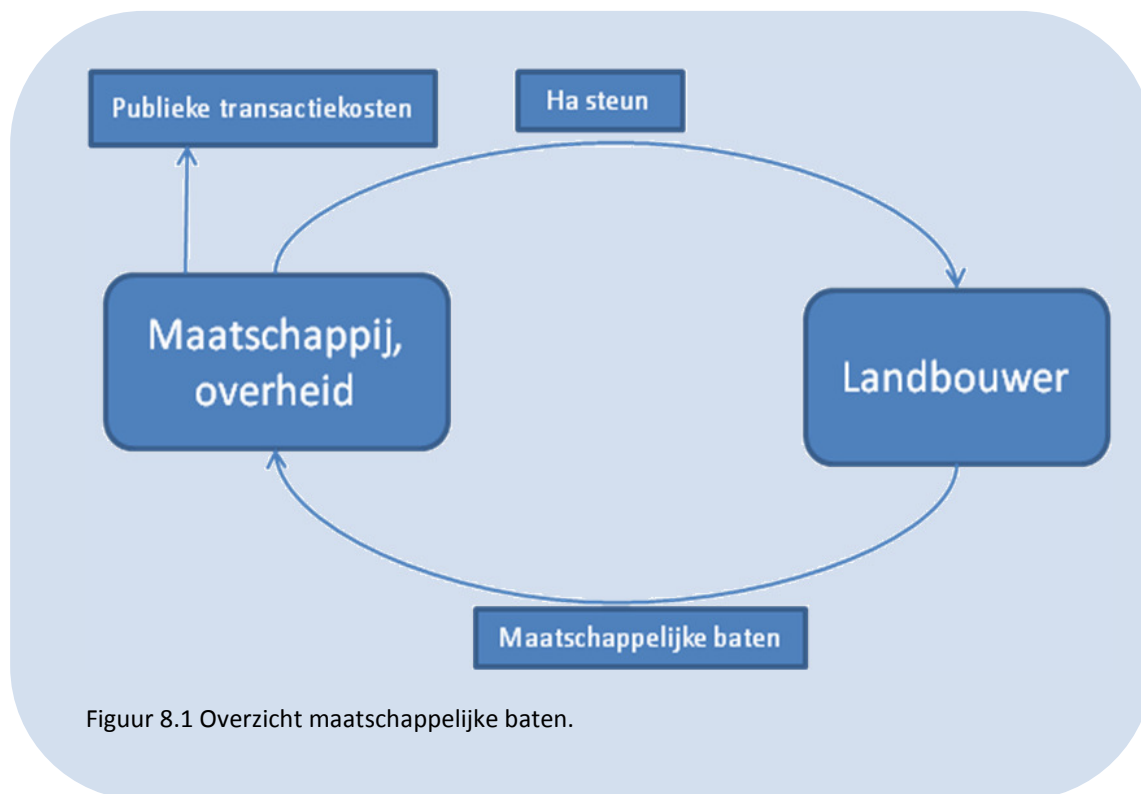 Publieke transactiekosten
Ha steun
Maatschappij,
overheid
Landbouwer
Maatschappelijke baten
Figuur 8.1 Overzicht maatschappelijke baten.